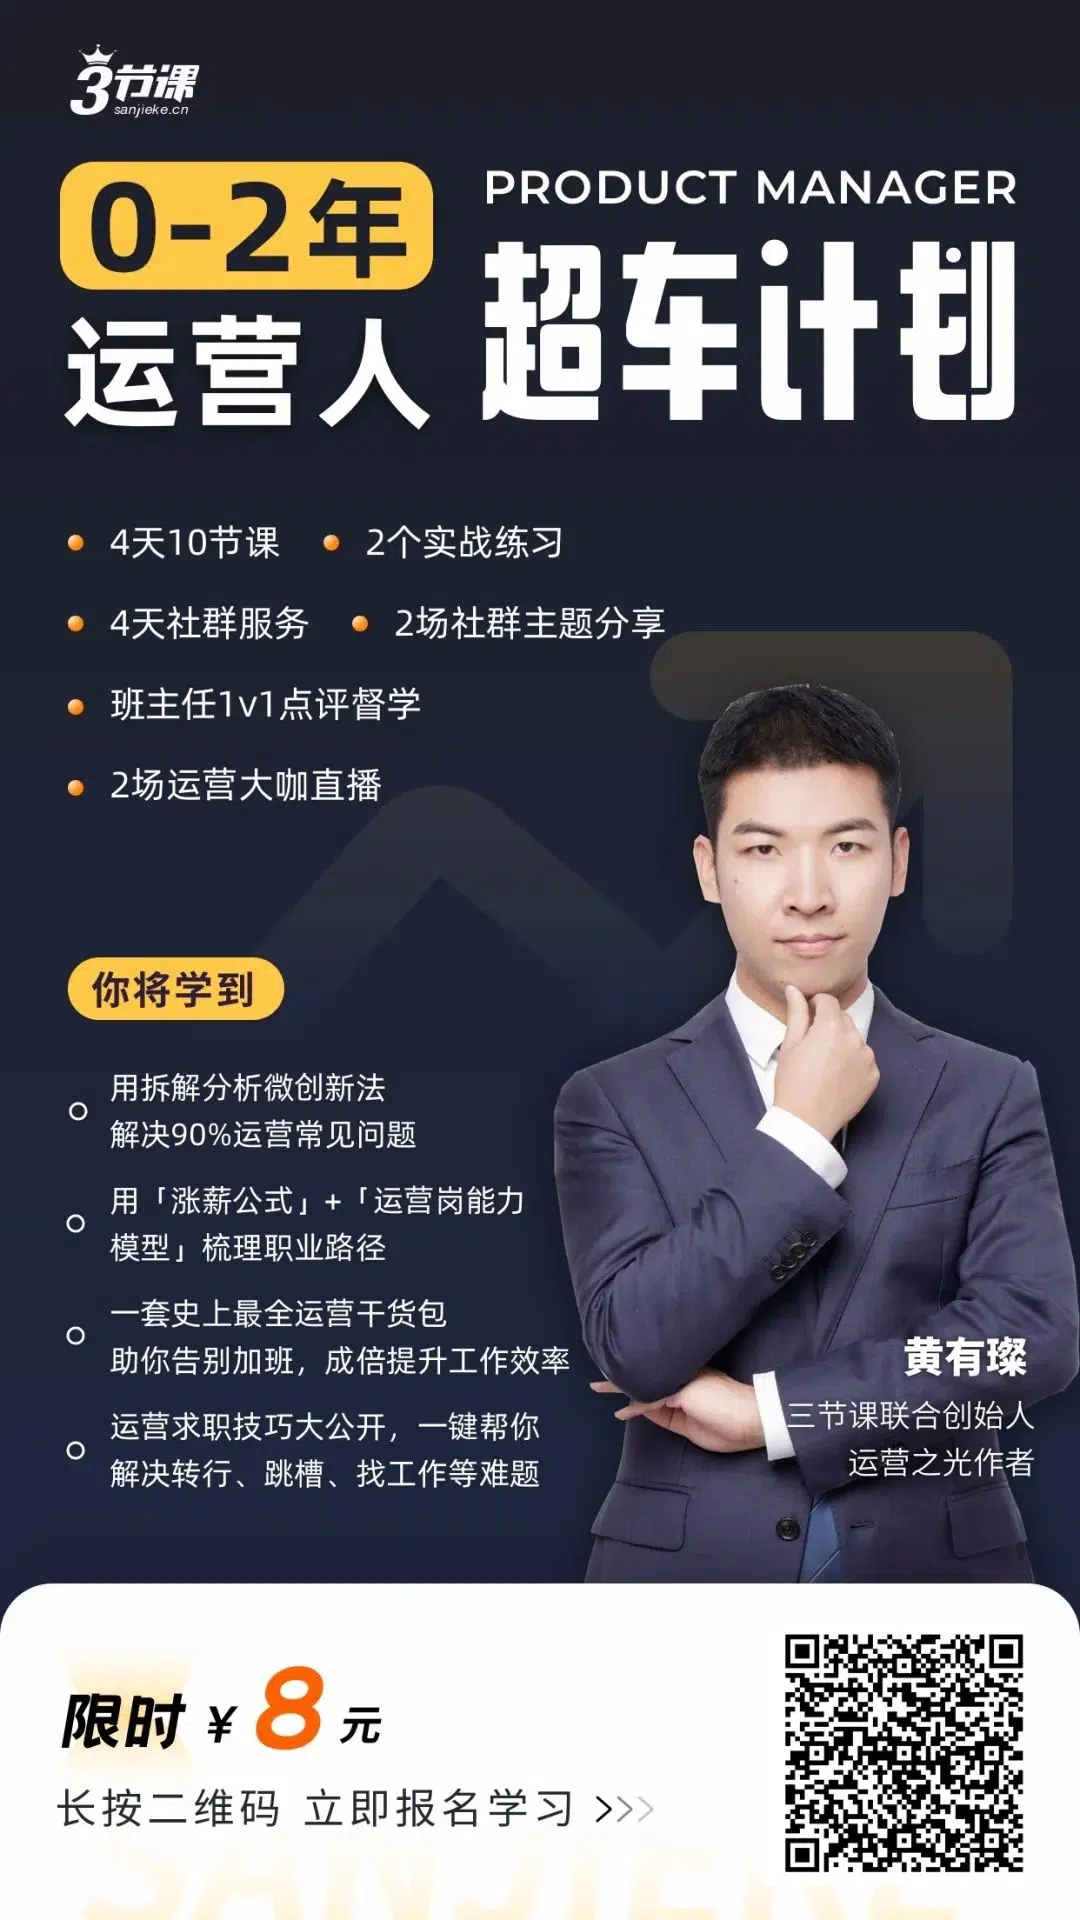 3节课
sanjieke.cn
0-2年
运营人
PRODUCT MANAGER
超车计划
4天10节课
2个实战练习
4天社群服务
2场社群主题分享
班主任1v1点评督学
2场运营大咖直播
你将学到
用拆解分析微创新法
解决90%运营常见问题
用「涨薪公式」+「运营岗能力
模型」梳理职业路径
一套史上最全运营干货包
助你告别加班，成倍提升工作效率
运营求职技巧大公开，一键帮你
解决转行、跳槽、找工作等难题
黄有璨
三节课联合创始人
运营之光作者
限时 ¥ 8 元
长按二维码 立即报名学习 >>>
SANJIEKE